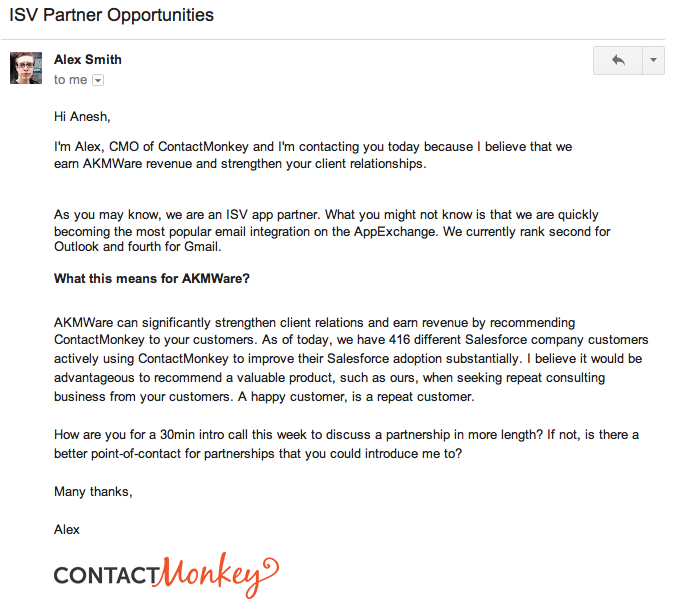 ISV Partner Opportunities
Alex Smith
to me
Hi Anesh,
I'm Alex, CMO of ContactMonkey and I'm contacting you today because I believe that we
earn AKMWare revenue and strengthen your client relationships.
As you may know, we are an ISV app partner. What you might not know is that we are quickly
becoming the most popular email integration on the AppExchange. We currently rank second for
Outlook and fourth for Gmail.
What this means for AKMWare?
AKMWare can significantly strengthen client relations and earn revenue by recommending
ContactMonkey to your customers. As of today, we have 416 different Salesforce company customers
actively using ContactMonkey to improve their Salesforce adoption substantially. I believe it would be
advantageous to recommend a valuable product, such as ours, when seeking repeat consulting
business from your customers. A happy customer, is a repeat customer.
How are you for a 30min intro call this week to discuss a partnership in more length? If not, is there a
better point-of-contact for partnerships that you could introduce me to?
Many thanks,
Alex
CONTACTMonkey